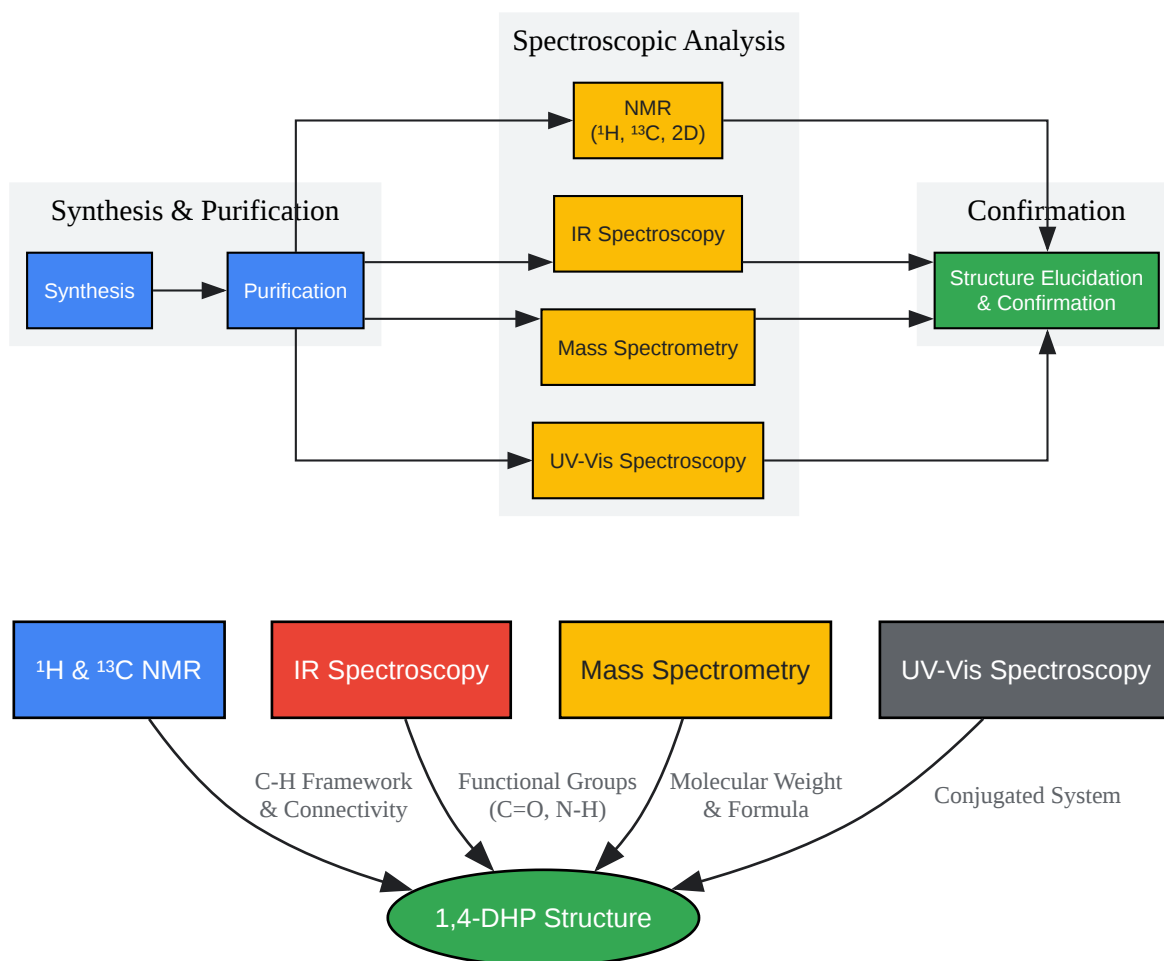 Spectroscopic Analysis
NMR
(¹H, ¹³C, 2D)
Synthesis & Purification
Confirmation
IR Spectroscopy
Synthesis
Purification
Structure Elucidation
& Confirmation
Mass Spectrometry
UV-Vis Spectroscopy
¹H & ¹³C NMR
IR Spectroscopy
Mass Spectrometry
UV-Vis Spectroscopy
C-H Framework
& Connectivity
Functional Groups
(C=O, N-H)
Molecular Weight
& Formula
Conjugated System
1,4-DHP Structure